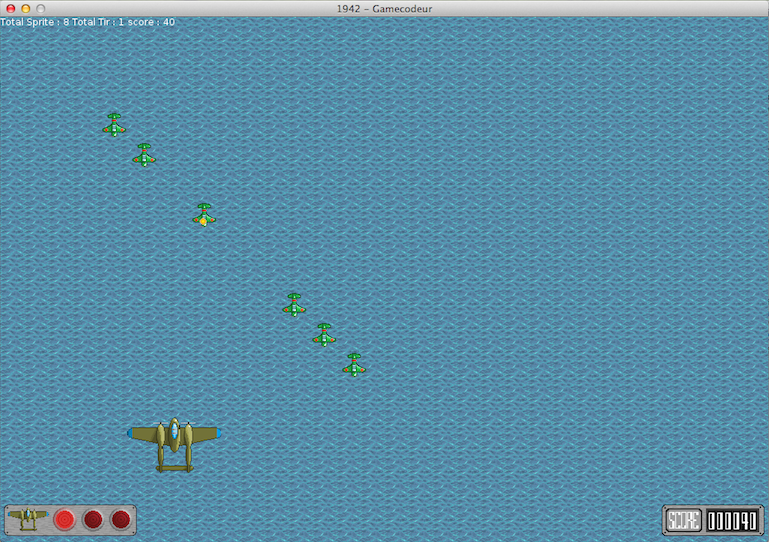 1942 – Gamecodeur
Total Sprite : 8 Total Tir : 1 score : 40
SCORE 000040